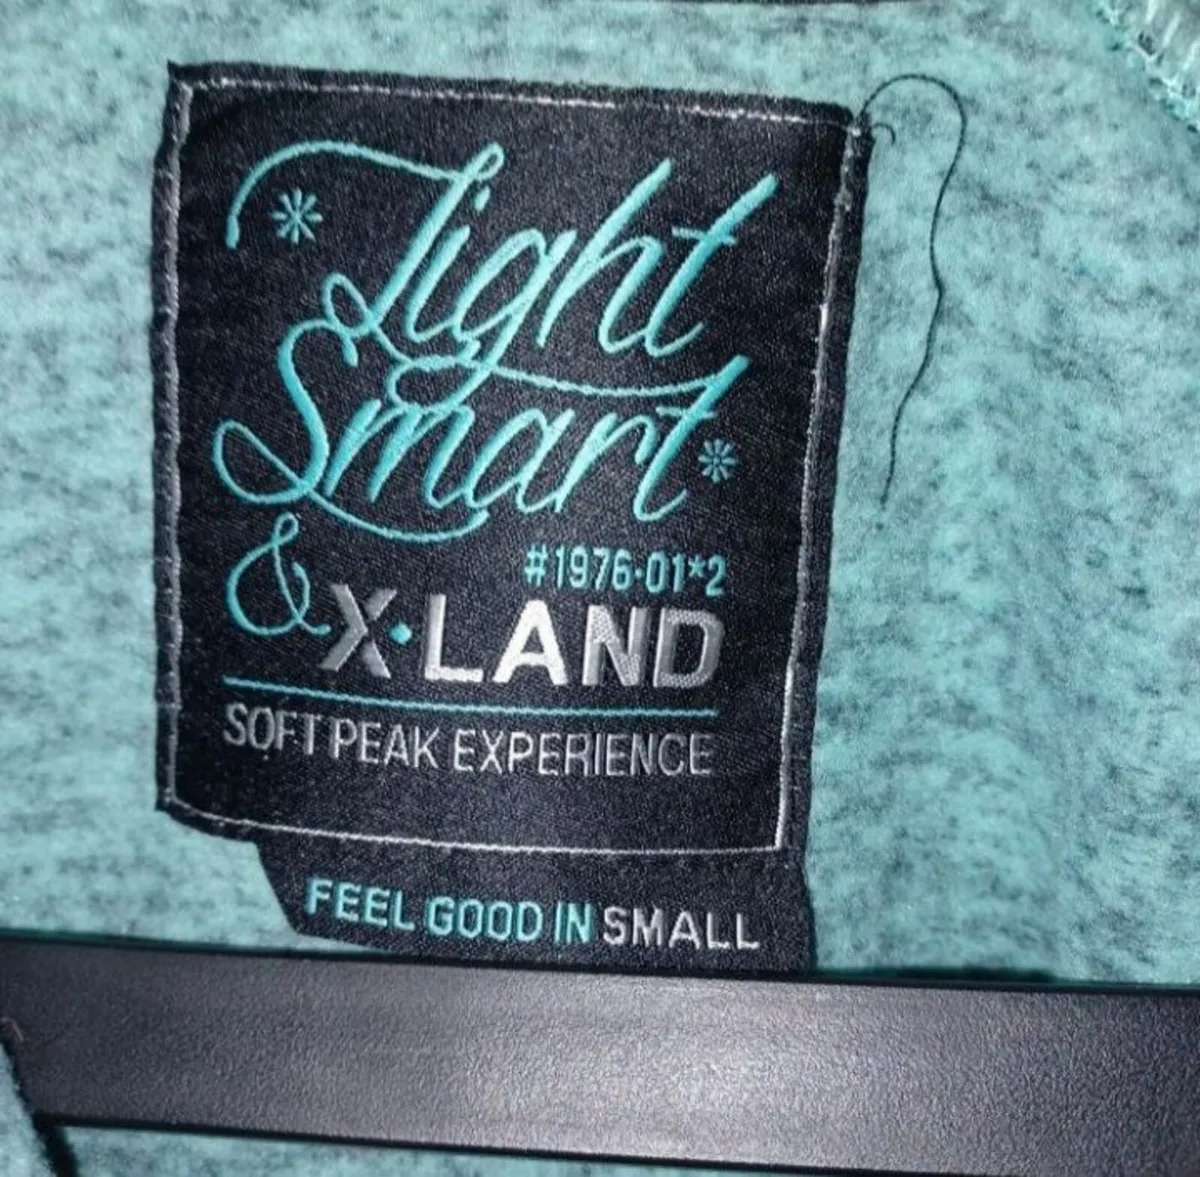 Light
Smart
#1976-01*2
& X·LAND
SOFT PEAK EXPERIENCE
FEEL GOOD IN SMALL